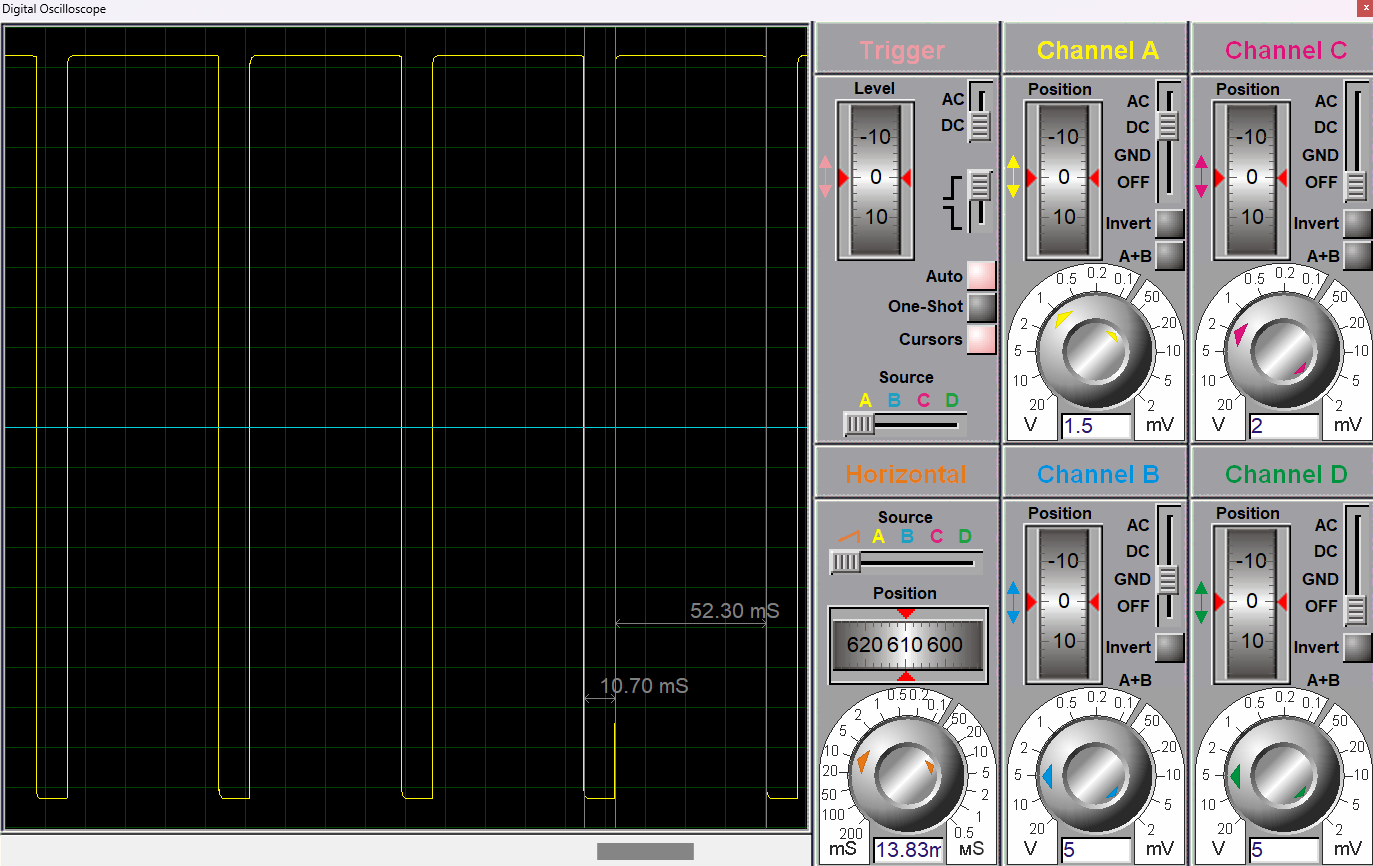 Digital Oscilloscope
x
52.30 mS
10.70 mS
Trigger
Level
AC
DC
-10
0
10
Auto
One-Shot
Cursors
Source
A B C D
Channel A
Position
AC
DC
GND
OFF
-10
0
10
Invert
A+B
20 10 5 2 1 0.5 0.2 0.1 50 20 10 5 2
V
1.5
mV
Channel C
Position
AC
DC
GND
OFF
-10
0
10
Invert
A+B
20 10 5 2 1 0.5 0.2 0.1 50 20 10 5 2
V
2
mV
Horizontal
Source
A B C D
Position
620 610 600
200 100 50 20 10 5 2 1 0.5 0.2 0.1 50 20 10 5 2 1 0.5
mS
13.83m
мS
Channel B
Position
AC
DC
GND
OFF
-10
0
10
Invert
A+B
20 10 5 2 1 0.5 0.2 0.1 50 20 10 5 2
V
5
mV
Channel D
Position
AC
DC
GND
OFF
-10
0
10
Invert
A+B
20 10 5 2 1 0.5 0.2 0.1 50 20 10 5 2
V
5
mV